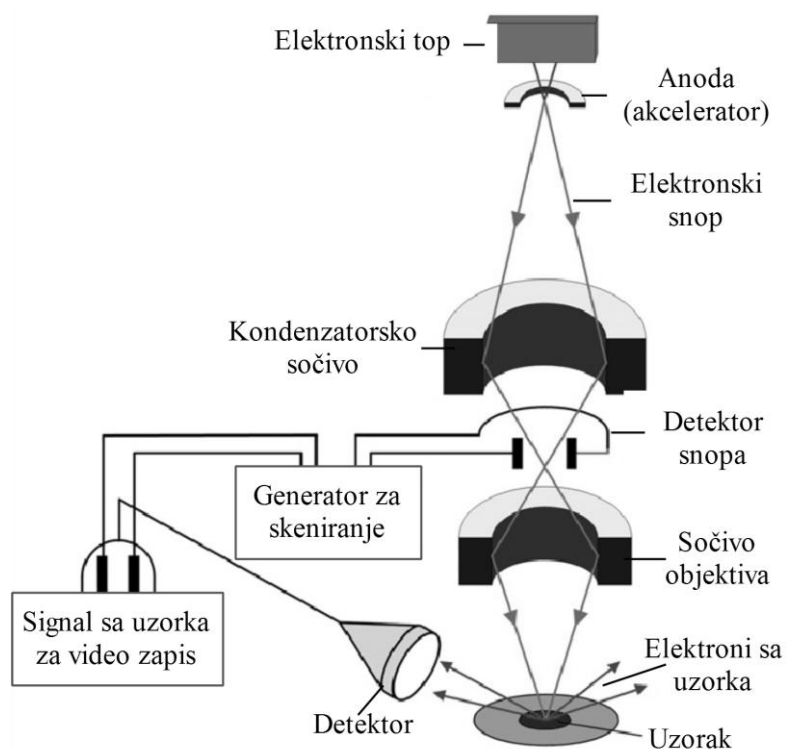 Elektronski top
Anoda
(akcelerator)
Elektronski
snop
Kondenzatorsko
sočivo
Detektor
snopa
Generator za
skeniranje
Sočivo
objektiva
Signal sa uzorka
za video zapis
Detektor
Elektroni sa
uzorka
Uzorak